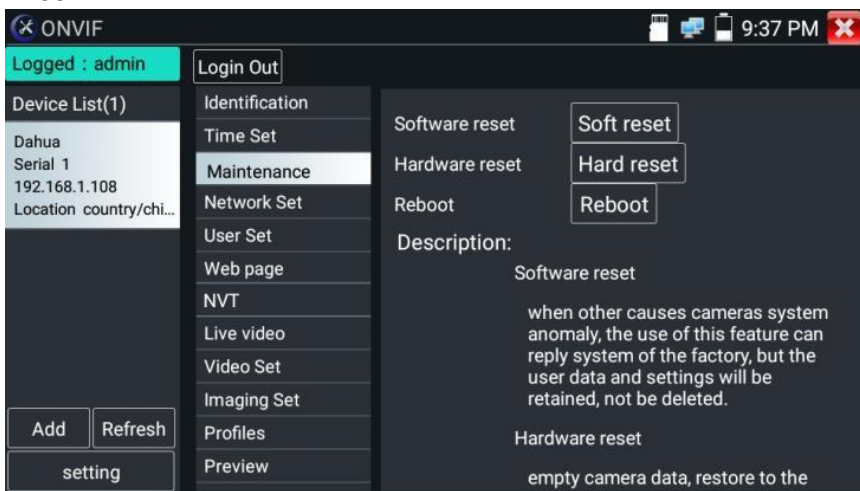 ONVIF
9:37 PM
Logged : admin
Login Out
Device List(1)
Dahua
Serial 1
192.168.1.108
Location country/chi...
Add
Refresh
setting
Identification
Time Set
Maintenance
Network Set
User Set
Web page
NVT
Live video
Video Set
Imaging Set
Profiles
Preview
Software reset
Soft reset
Hardware reset
Hard reset
Reboot
Reboot
Description:
Software reset
when other causes cameras system
anomaly, the use of this feature can
reply system of the factory, but the
user data and settings will be
retained, not be deleted.
Hardware reset
empty camera data, restore to the